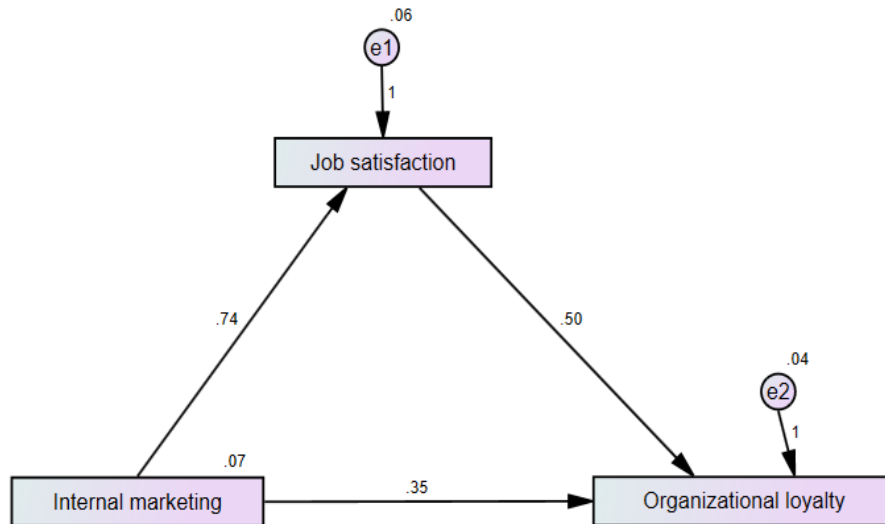 .06
e1
1
Job satisfaction
.74
.50
.04
e2
1
.07
.35
Internal marketing
Organizational loyalty